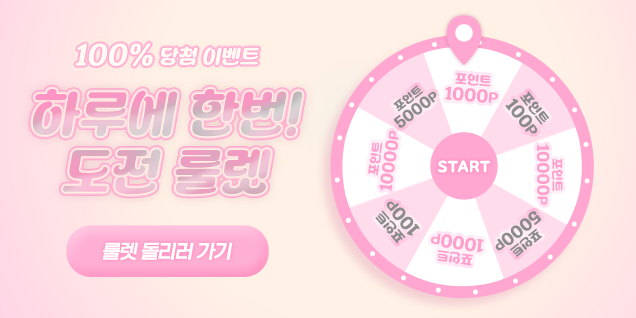 100% 당첨 이벤트
하루에 한번!
도전 룰렛
룰렛 돌리러 가기
START
포인트
1000P
포인트
100P
포인트
10000P
포인트
5000P
포인트
1000P
포인트
100P
포인트
10000P
포인트
5000P